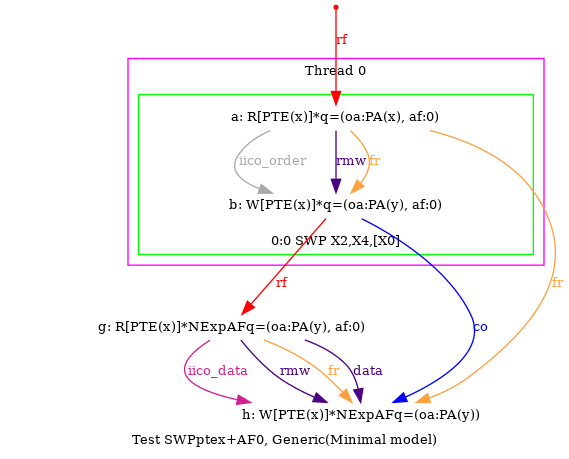 rf
Thread 0
a: R[PTE(x)]*q=(oa:PA(x), af:0)
iico_order
rmw
fr
b: W[PTE(x)]*q=(oa:PA(y), af:0)
0:0 SWP X2,X4,[X0]
rf
fr
g: R[PTE(x)]*NExpAFq=(oa:PA(y), af:0)
co
iico_data
rmw
fr
data
h: W[PTE(x)]*NExpAFq=(oa:PA(y))
Test SWPptex+AF0, Generic(Minimal model)